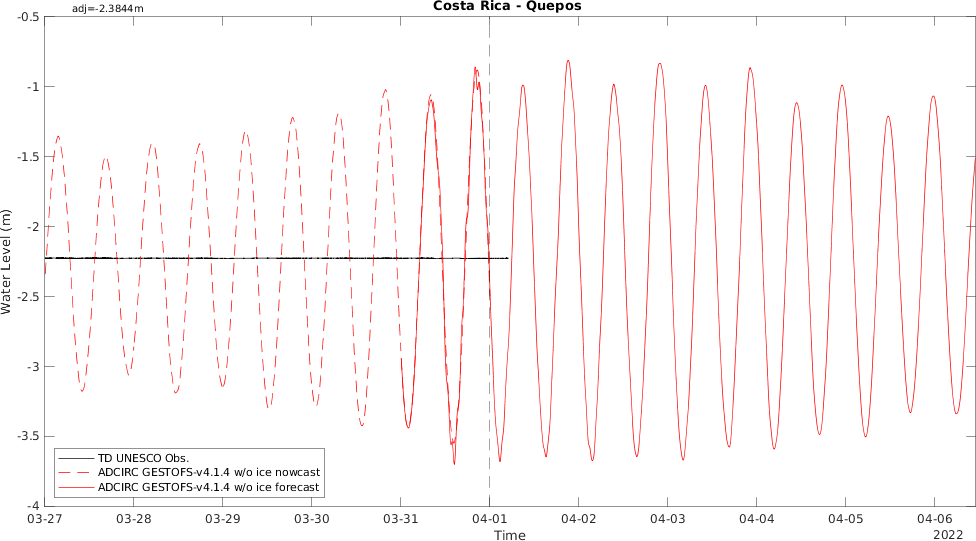 Costa Rica - Quepos
adj=-2.3844m
Water Level (m)
-0.5
-1
-1.5
-2
-2.5
-3
-3.5
-4
TD UNESCO Obs.
ADCIRC GESTOFS-v4.1.4 w/o ice nowcast
ADCIRC GESTOFS-v4.1.4 w/o ice forecast
03-27 03-28 03-29 03-30 03-31 04-01 04-02 04-03 04-04 04-05 04-06
Time
2022